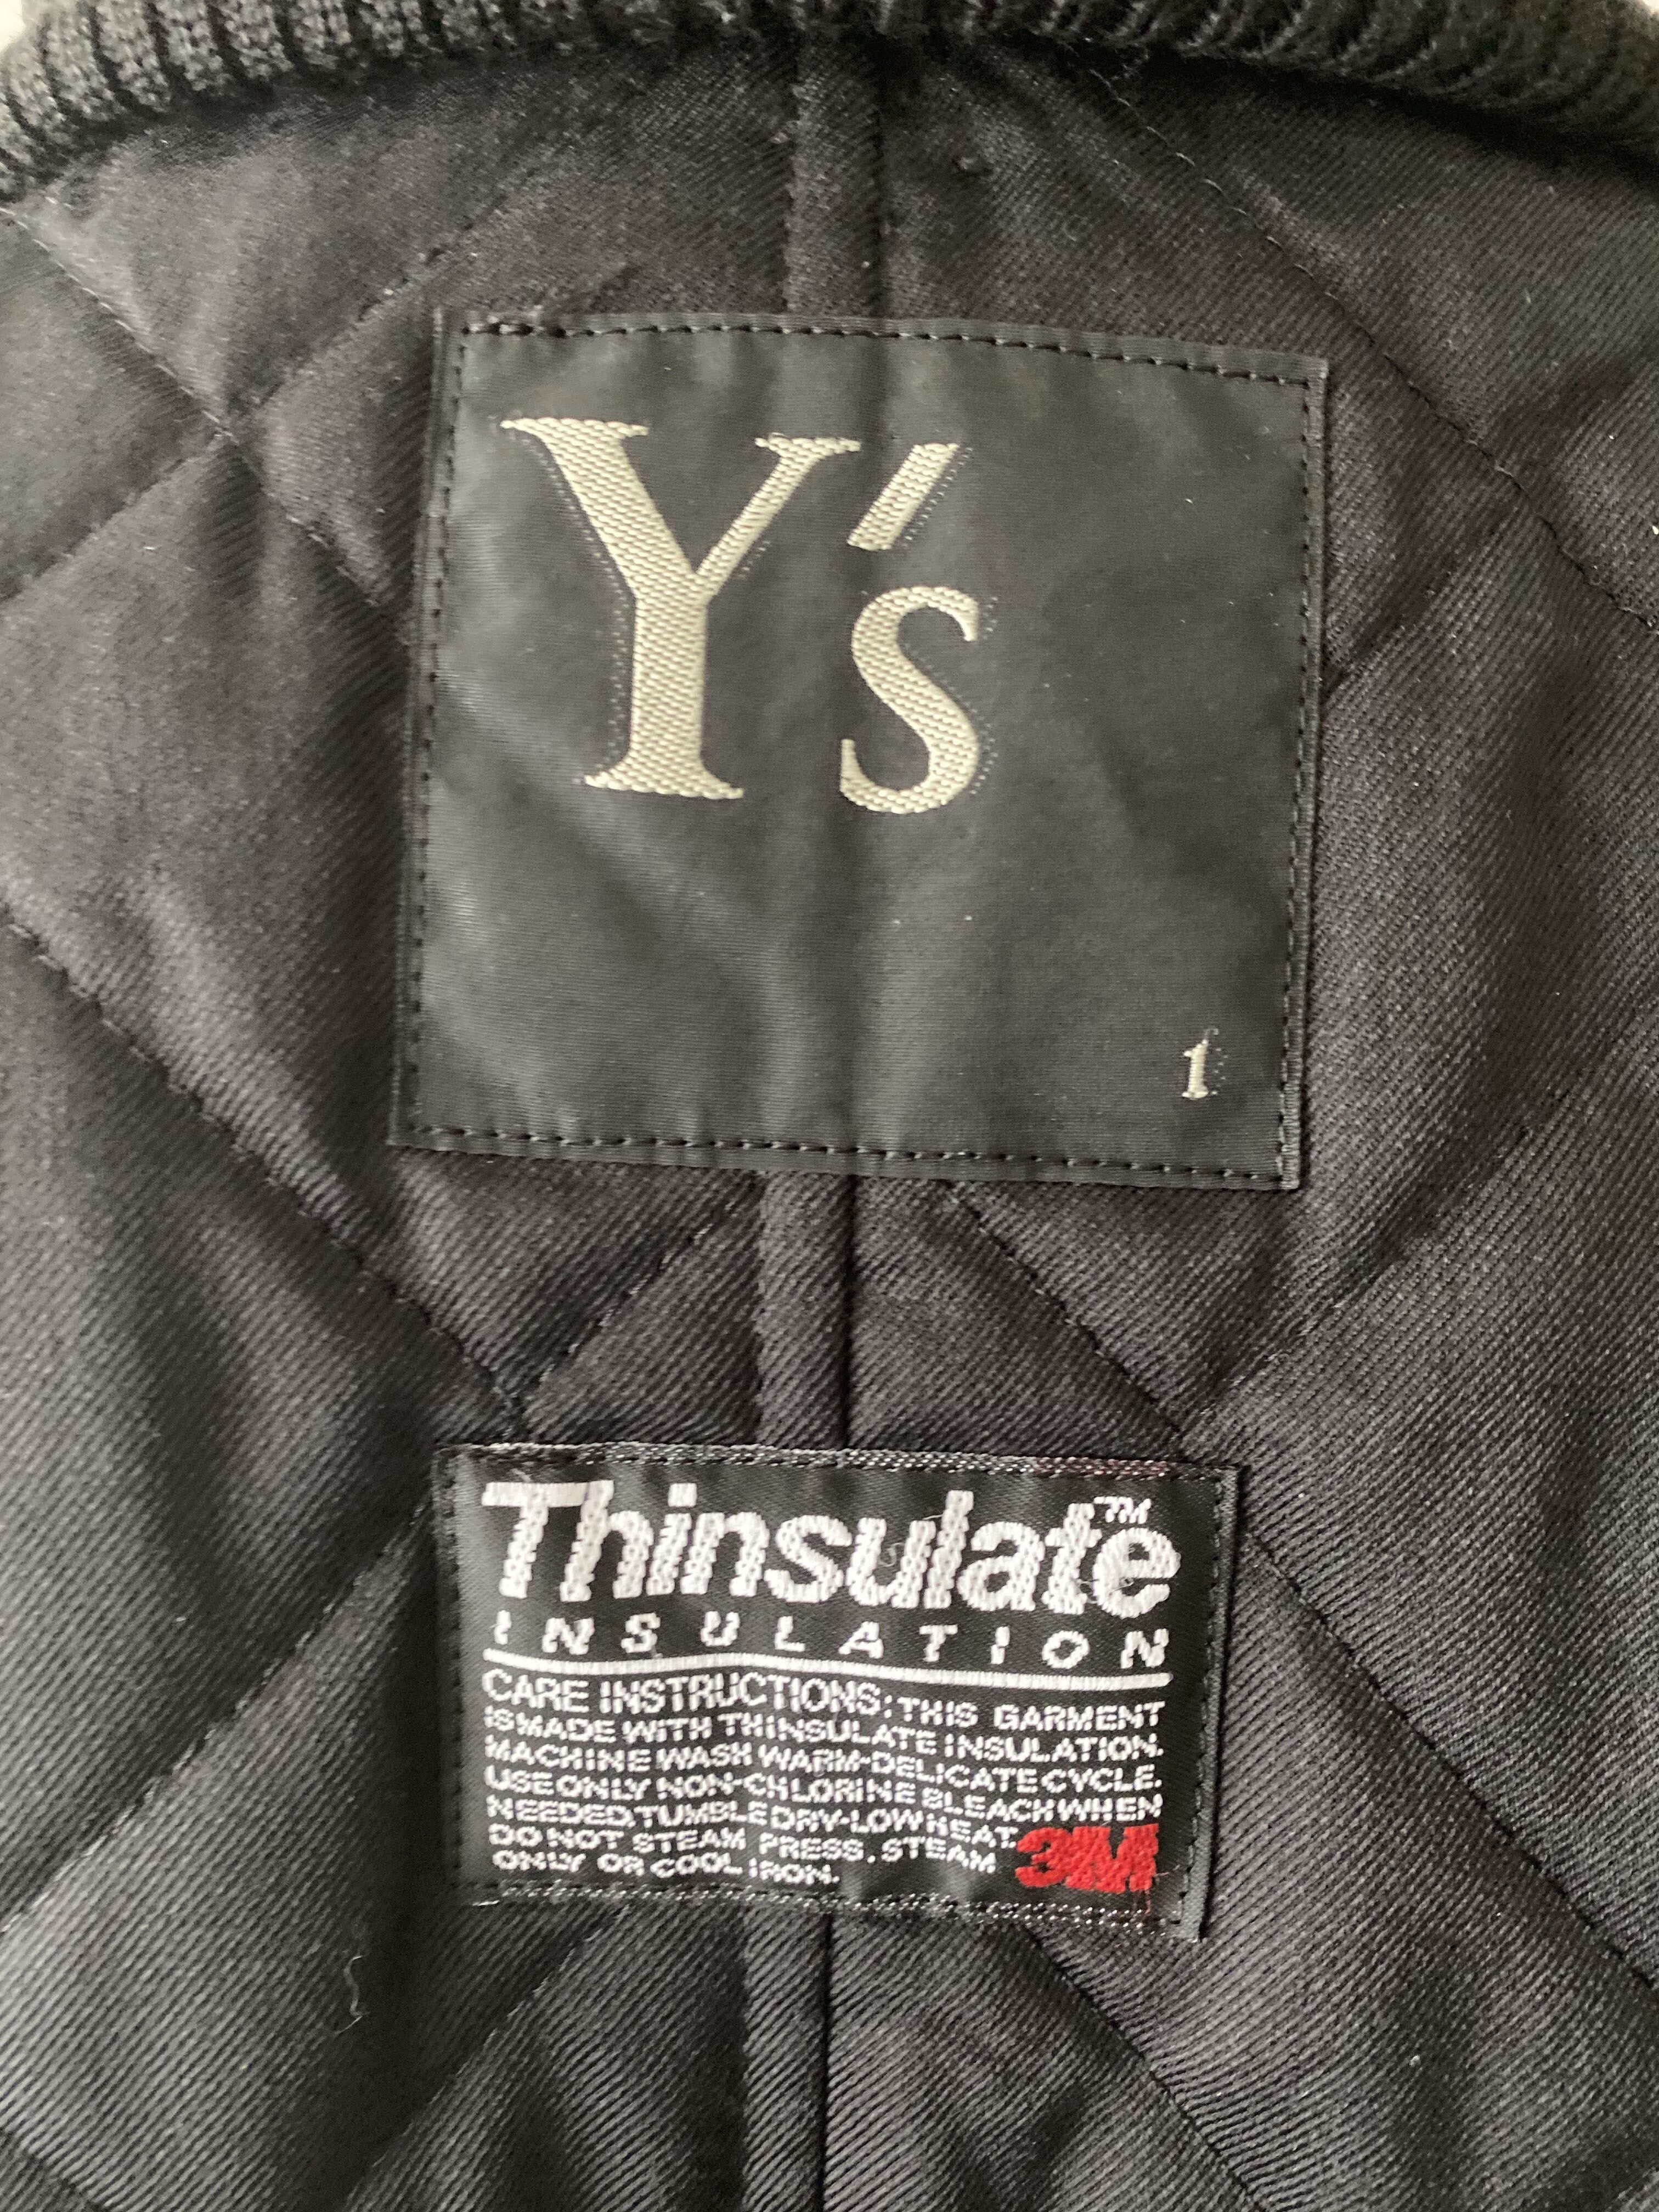 Y's
1
Thinsulate™
INSULATION
CARE INSTRUCTIONS: THIS GARMENT
IS MADE WITH THINSULATE INSULATION.
MACHINE WASH WARM-DELICATE CYCLE.
USE ONLY NON-CHLORINE BLEACH WHEN
NEEDED. TUMBLE DRY-LOW HEAT.
DO NOT STEAM PRESS. STEAM
ONLY OR COOL IRON.
3M